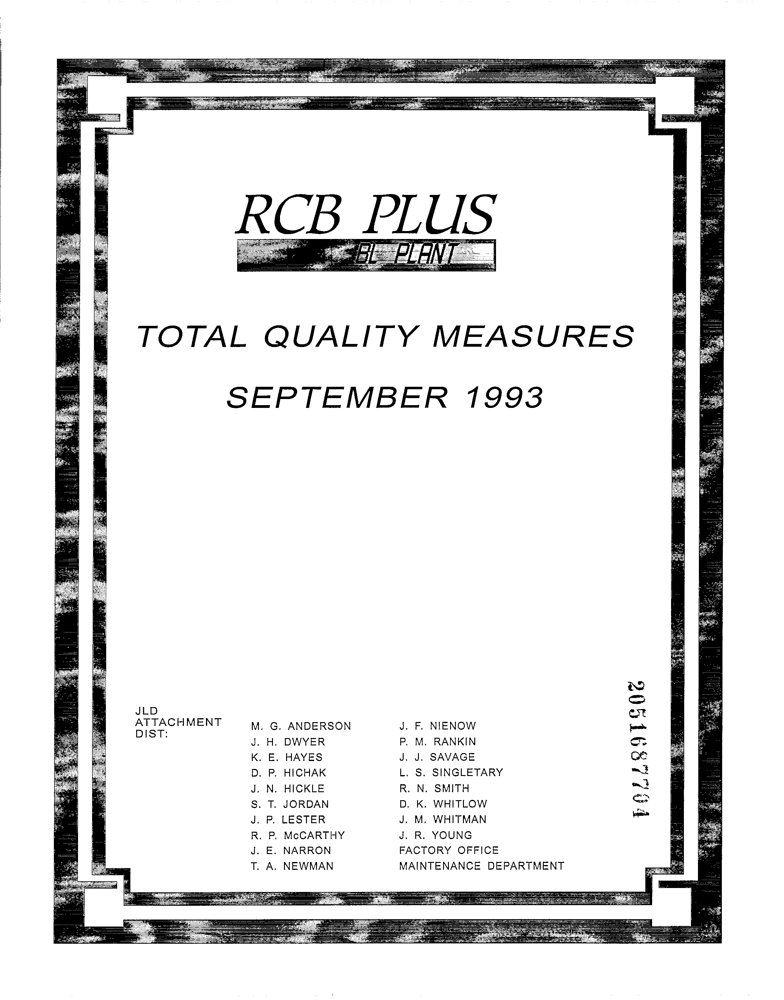 RCB PLUS
BL PLANT
TOTAL QUALITY MEASURES
SEPTEMBER 1993
JLD
ATTACHMENT
DIST:
M. G. ANDERSON
J. H. DWYER
K. E. HAYES
D. P. HICHAK
J. N. HICKLE
S. T. JORDAN
J. P. LESTER
R. P. McCARTHY
J. E. NARRON
T. A. NEWMAN
J. F. NIENOW
P. M. RANKIN
J. J. SAVAGE
L. S. SINGLETARY
R. N. SMITH
D. K. WHITLOW
J. M. WHITMAN
J. R. YOUNG
FACTORY OFFICE
MAINTENANCE DEPARTMENT
2051687704